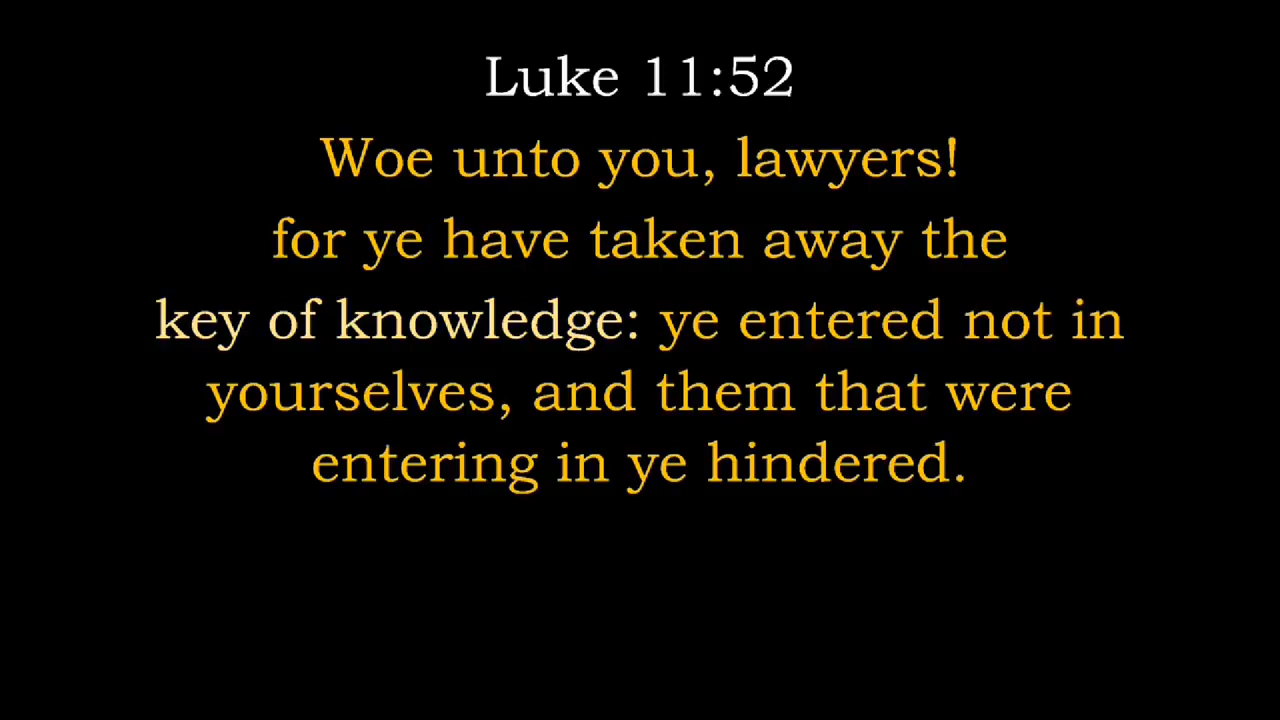 Luke 11:52
Woe unto you, lawyers!
for ye have taken away the
key of knowledge: ye entered not in
yourselves, and them that were
entering in ye hindered.